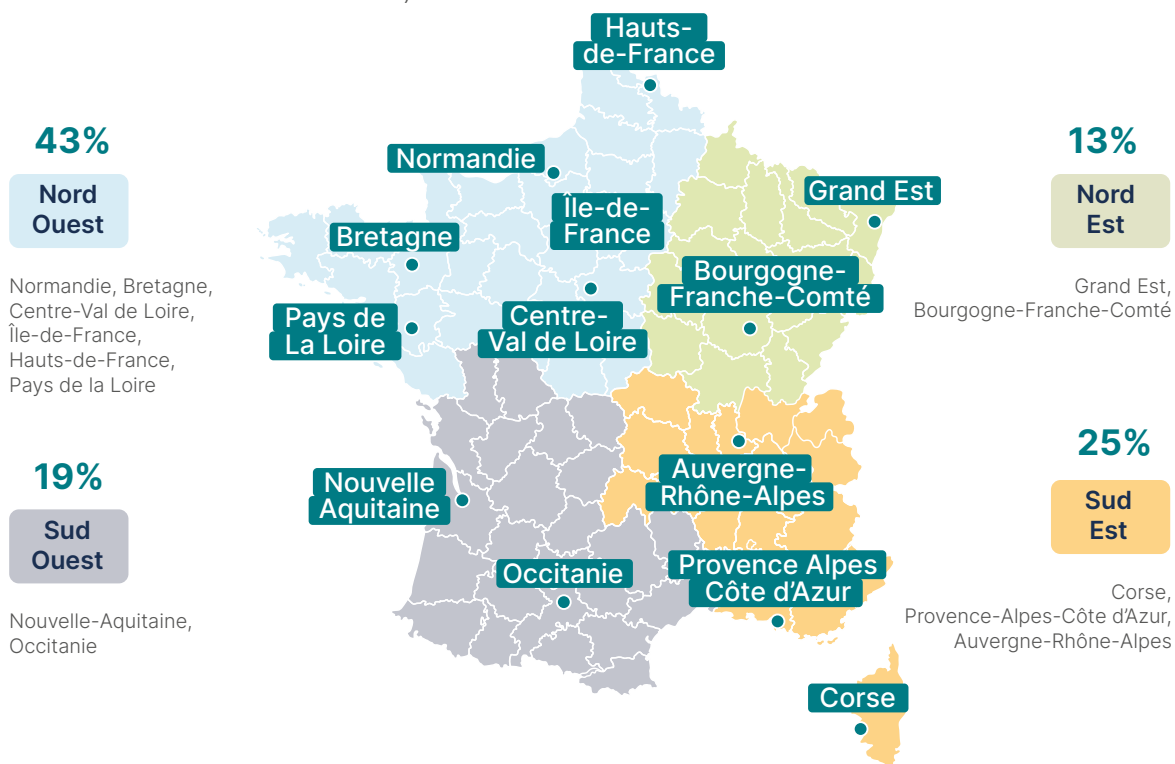 Hauts-
de-France
43%
Nord
Ouest
Normandie, Bretagne,
Centre-Val de Loire,
Île-de-France,
Hauts-de-France,
Pays de la Loire
19%
Sud
Ouest
Nouvelle-Aquitaine,
Occitanie
Normandie
Île-de-
France
Bretagne
Pays de
La Loire
Centre-
Val de Loire
Grand Est
Bourgogne-
Franche-Comté
Nouvelle
Aquitaine
Auvergne-
Rhône-Alpes
Occitanie
Provence Alpes
Côte d'Azur
Corse
13%
Nord
Est
Grand Est,
Bourgogne-Franche-Comté
25%
Sud
Est
Corse,
Provence-Alpes-Côte d'Azur,
Auvergne-Rhône-Alpes